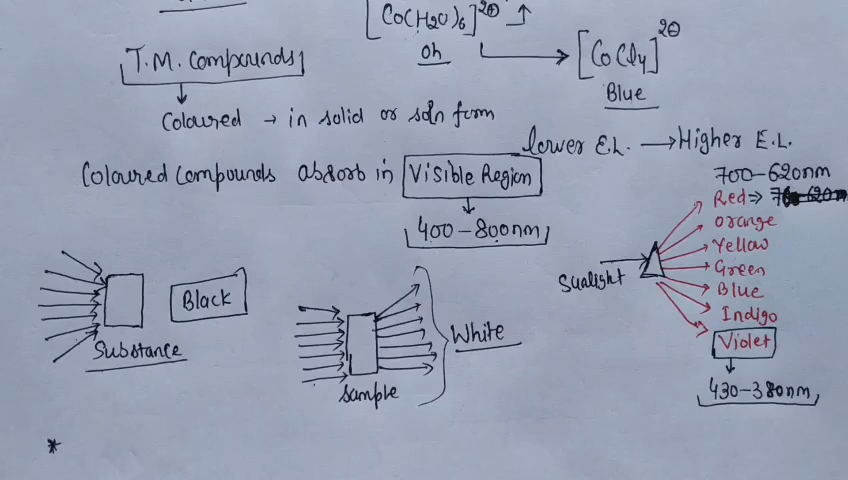 [Co(H2O)6]²⊕ ↑
Oh
[CoCl4]²⊖
Blue
T.M. Compounds
Coloured → in solid or soln form
lower E.L. → Higher E.L.
Coloured compounds absorb in Visible Region
400-800nm
700-620nm
Red ⇒
Orange
Yellow
Green
Blue
Indigo
Violet
430-380nm
Sunlight
Black
Substance
White
Sample
*